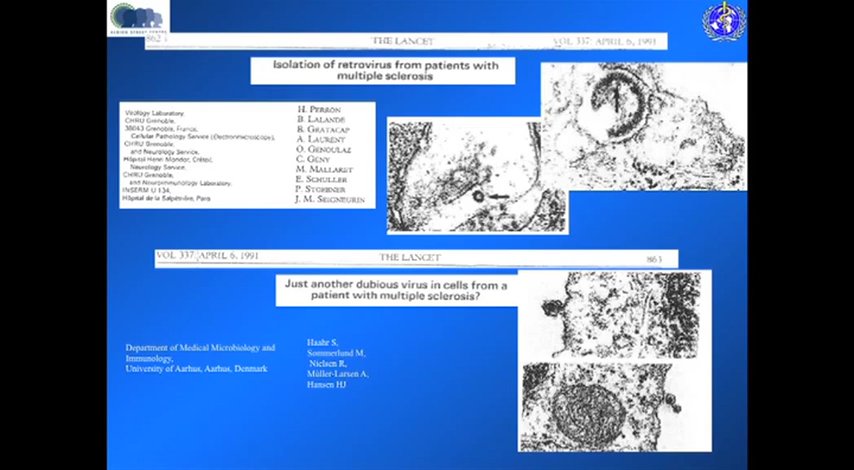 ALBION STREET CENTRE
862 THE LANCET VOL 337: APRIL 6, 1991
Isolation of retrovirus from patients with
multiple sclerosis
Virology Laboratory,
CHRU Grenoble,
38043 Grenoble, France,
Cellular Pathology Service (Electronmicroscopy),
CHRU Grenoble,
and Neurology Service,
Hôpital Henri Mondor, Créteil,
Neurology Service,
CHRU Grenoble,
and Neuroimmunology Laboratory,
INSERM U 134,
Hôpital de la Salpêtrière, Paris
H. PERRON
B. LALANDE
B. GRATACAP
A. LAURENT
O. GENOULAZ
C. GENY
M. MALLARET
E. SCHULLER
P. STOEBNER
J. M. SEIGNEURIN
VOL 337: APRIL 6, 1991 THE LANCET 863
Just another dubious virus in cells from a
patient with multiple sclerosis?
Department of Medical Microbiology and
Immunology,
University of Aarhus, Aarhus, Denmark
Haahr S,
Sommerlund M,
Nielsen R,
Müller-Larsen A,
Hansen HJ